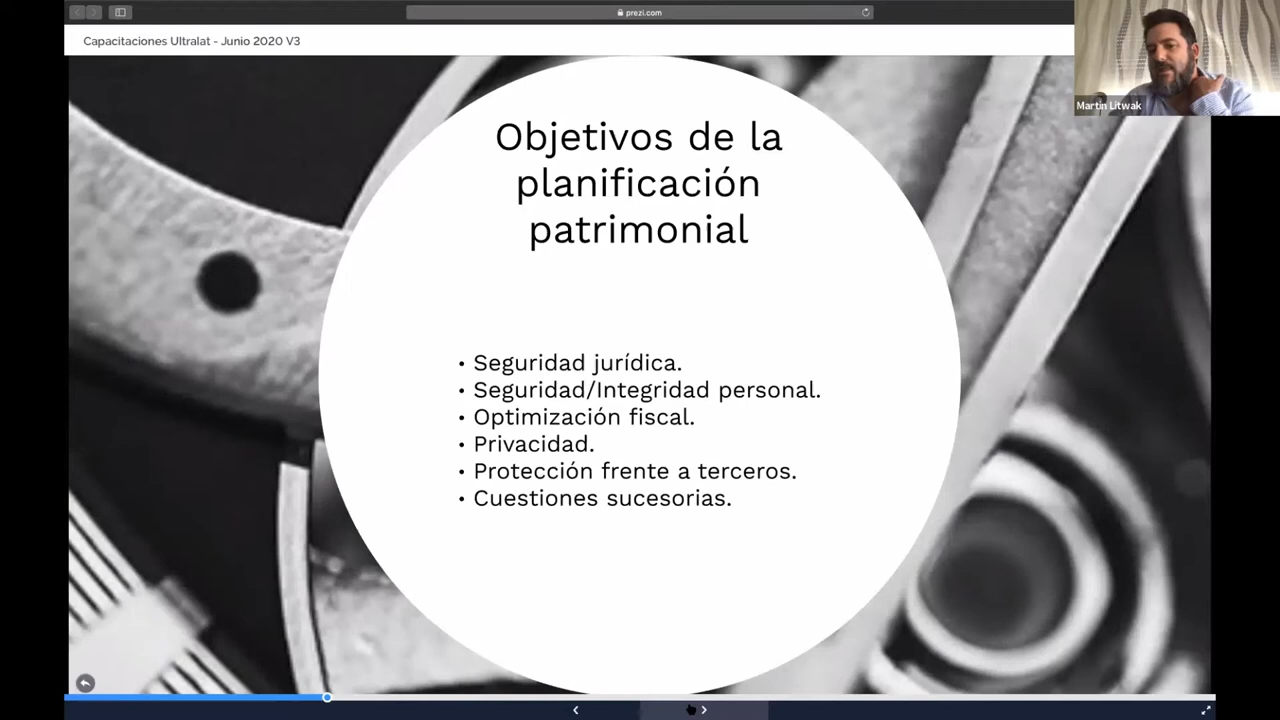 prezi.com
Capacitaciones Ultralat - Junio 2020 V3
Martin Litwak
Objetivos de la
planificación
patrimonial
• Seguridad jurídica.
• Seguridad/Integridad personal.
• Optimización fiscal.
• Privacidad.
• Protección frente a terceros.
• Cuestiones sucesorias.